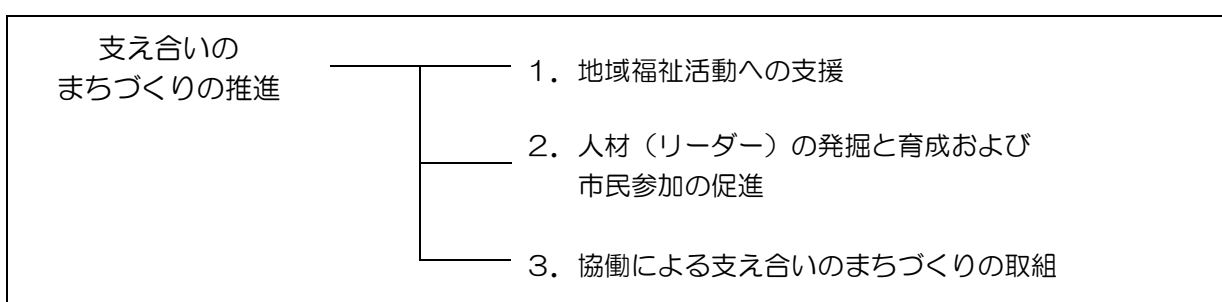 支え合いの
まちづくりの推進
１．地域福祉活動への支援
２．人材（リーダー）の発掘と育成および
市民参加の促進
３．協働による支え合いのまちづくりの取組